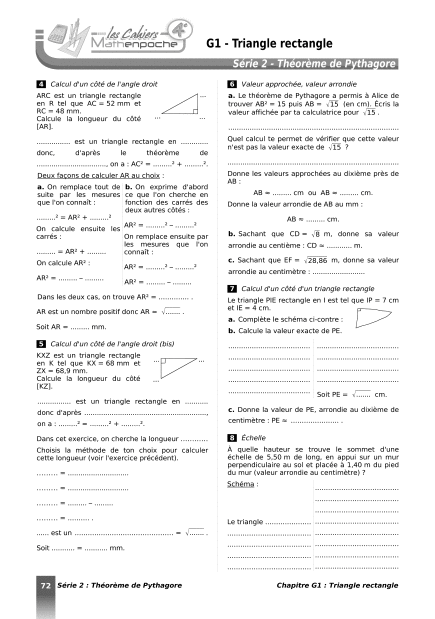 les Cahiers
Mathenpoche
4e
G1 - Triangle rectangle
Série 2 - Théorème de Pythagore
4 Calcul d'un côté de l'angle droit
ARC est un triangle rectangle
en R tel que AC = 52 mm et
RC = 48 mm.
Calcule la longueur du côté
[AR].
... ... ...
................ est un triangle rectangle en .............
donc, d'après le théorème de
................................, on a : AC² = .........² + .........².
Deux façons de calculer AR au choix :
a. On remplace tout de
suite par les mesures
que l'on connaît :
.........² = AR² + .........²
On calcule ensuite les
carrés :
......... = AR² + .........
On calcule AR² :
AR² = ......... – .........
b. On exprime d'abord
ce que l'on cherche en
fonction des carrés des
deux autres côtés :
AR² = .........² – .........²
On remplace ensuite par
les mesures que l'on
connaît :
AR² = .........² – .........²
AR² = ......... – .........
Dans les deux cas, on trouve AR² = ............. .
AR est un nombre positif donc AR = √....... .
Soit AR = ......... mm.
5 Calcul d'un côté de l'angle droit (bis)
KXZ est un triangle rectangle
en K tel que KX = 68 mm et
ZX = 68,9 mm.
Calcule la longueur du côté
[KZ].
... ... ...
................ est un triangle rectangle en ...........
donc d'après ......................................................,
on a : .........² = .........² + .........².
Dans cet exercice, on cherche la longueur ...........
Choisis la méthode de ton choix pour calculer
cette longueur (voir l'exercice précédent).
......... = ...........................
......... = ...........................
......... = ......... – .........
......... = ......... .
...... est un ............................................ = √....... .
Soit ........... = .......... mm.
6 Valeur approchée, valeur arrondie
a. Le théorème de Pythagore a permis à Alice de
trouver AB² = 15 puis AB = √15 (en cm). Écris la
valeur affichée par ta calculatrice pour √15 .
...........................................................................
Quel calcul te permet de vérifier que cette valeur
n'est pas la valeur exacte de √15 ?
...........................................................................
Donne les valeurs approchées au dixième près de
AB :
AB ≈ ......... cm ou AB ≈ ......... cm.
Donne la valeur arrondie de AB au mm :
AB ≈ ......... cm.
b. Sachant que CD = √8 m, donne sa valeur
arrondie au centième : CD ≈ ............ m.
c. Sachant que EF = √28,86 m, donne sa valeur
arrondie au centimètre : .......................
7 Calcul d'un côté d'un triangle rectangle
Le triangle PIE rectangle en I est tel que IP = 7 cm
et IE = 4 cm.
a. Complète le schéma ci-contre :
b. Calcule la valeur exacte de PE.
....................................
....................................
....................................
....................................
....................................
....................................
....................................
....................................
....................................
Soit PE = √....... cm.
c. Donne la valeur de PE, arrondie au dixième de
centimètre : PE ≈ ..................... .
8 Échelle
A quelle hauteur se trouve le sommet d'une
échelle de 5,50 m de long, en appui sur un mur
perpendiculaire au sol et placée à 1,40 m du pied
du mur (valeur arrondie au centimètre) ?
Schéma :
Le triangle ....................
....................................
....................................
....................................
....................................
....................................
....................................
....................................
....................................
....................................
....................................
72 Série 2 : Théorème de Pythagore
Chapitre G1 : Triangle rectangle